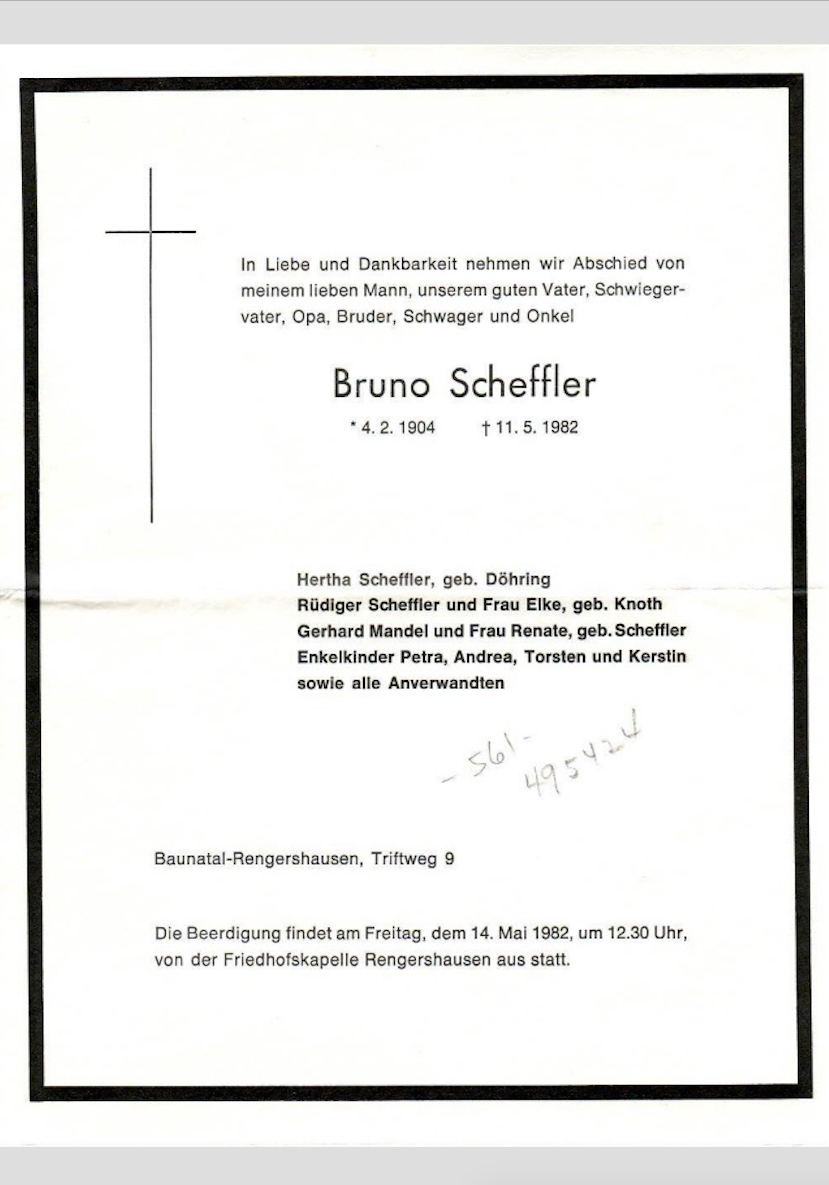 In Liebe und Dankbarkeit nehmen wir Abschied von
meinem lieben Mann, unserem guten Vater, Schwieger-
vater, Opa, Bruder, Schwager und Onkel
Bruno Scheffler
* 4. 2. 1904 † 11. 5. 1982
Hertha Scheffler, geb. Döhring
Rüdiger Scheffler und Frau Elke, geb. Knoth
Gerhard Mandel und Frau Renate, geb. Scheffler
Enkelkinder Petra, Andrea, Torsten und Kerstin
sowie alle Anverwandten
- 561 -
495424
Baunatal-Rengershausen, Triftweg 9
Die Beerdigung findet am Freitag, dem 14. Mai 1982, um 12.30 Uhr,
von der Friedhofskapelle Rengershausen aus statt.